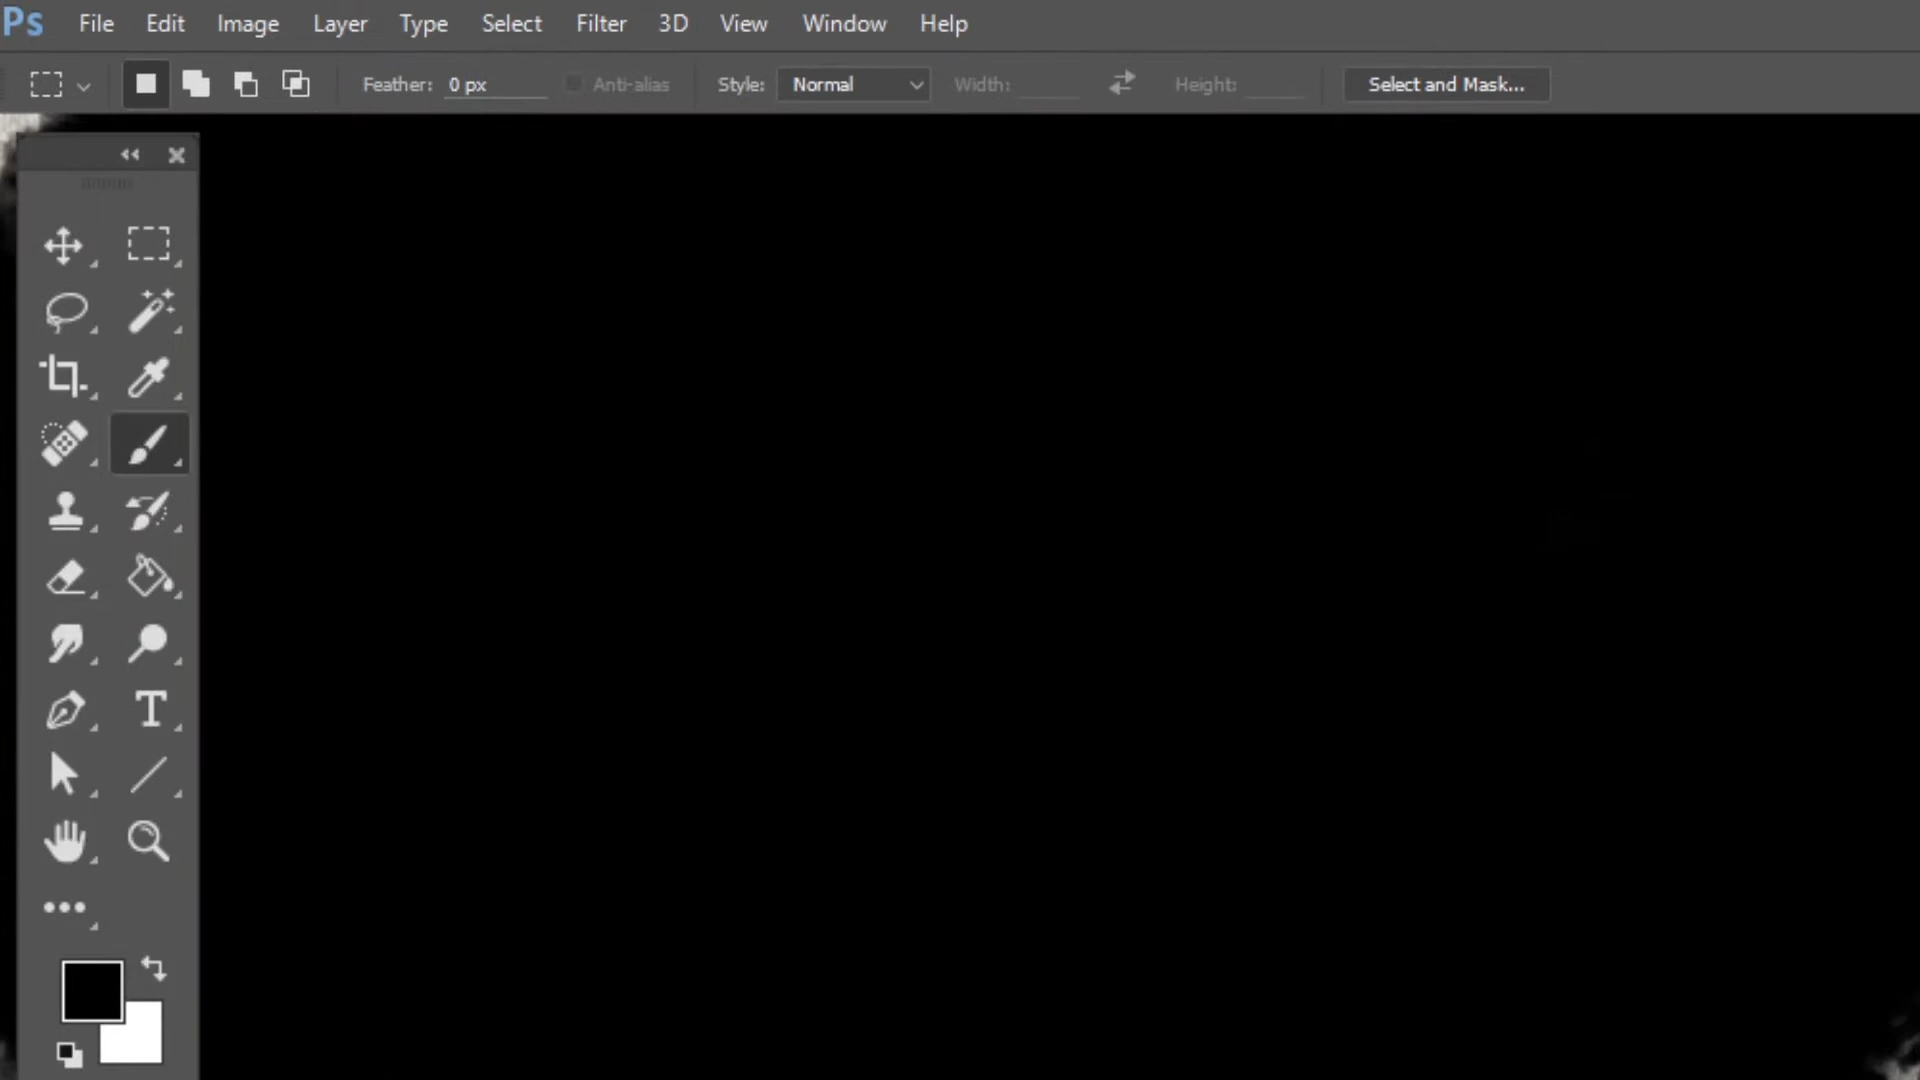 Ps File Edit Image Layer Type Select Filter 3D View Window Help
Feather: 0 px Anti-alias Style: Normal Width: Height: Select and Mask...
T